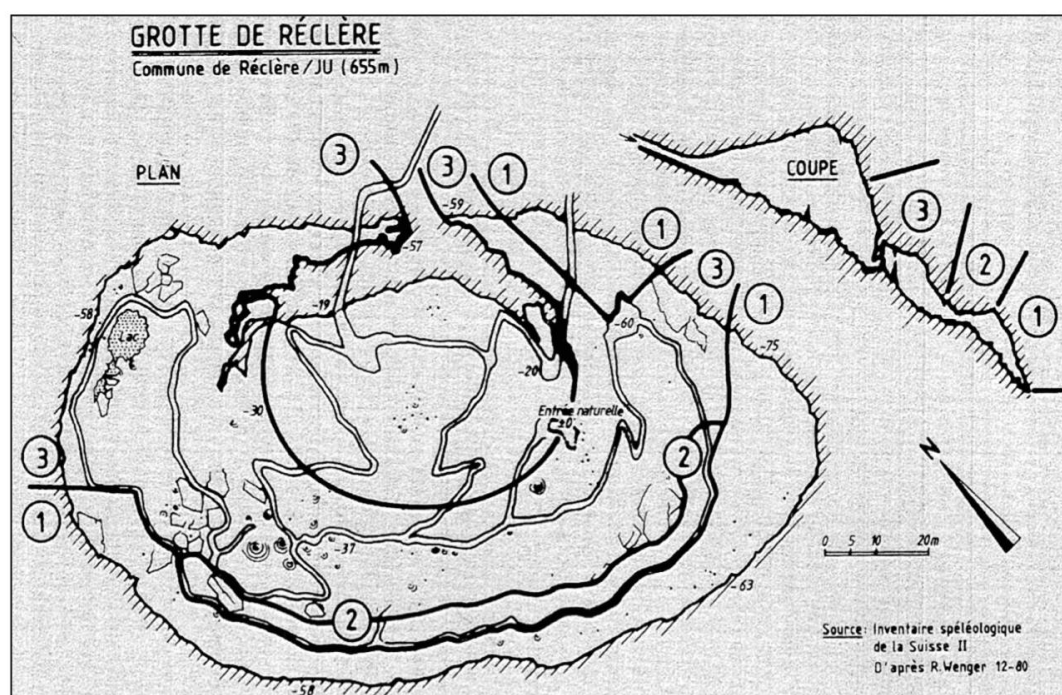 GROTTE DE RÉCLÈRE
Commune de Réclère/JU (655m)
PLAN
COUPE
3
3
1
-59
-57
1
3
1
-19
-60
-75
-58
Lac
-20
-30
Entrée naturelle
±0
2
3
1
-37
2
-63
-58
3
2
1
N
0 5 10 20m
Source: Inventaire spéléologique
de la Suisse II
D'après R.Wenger 12-80